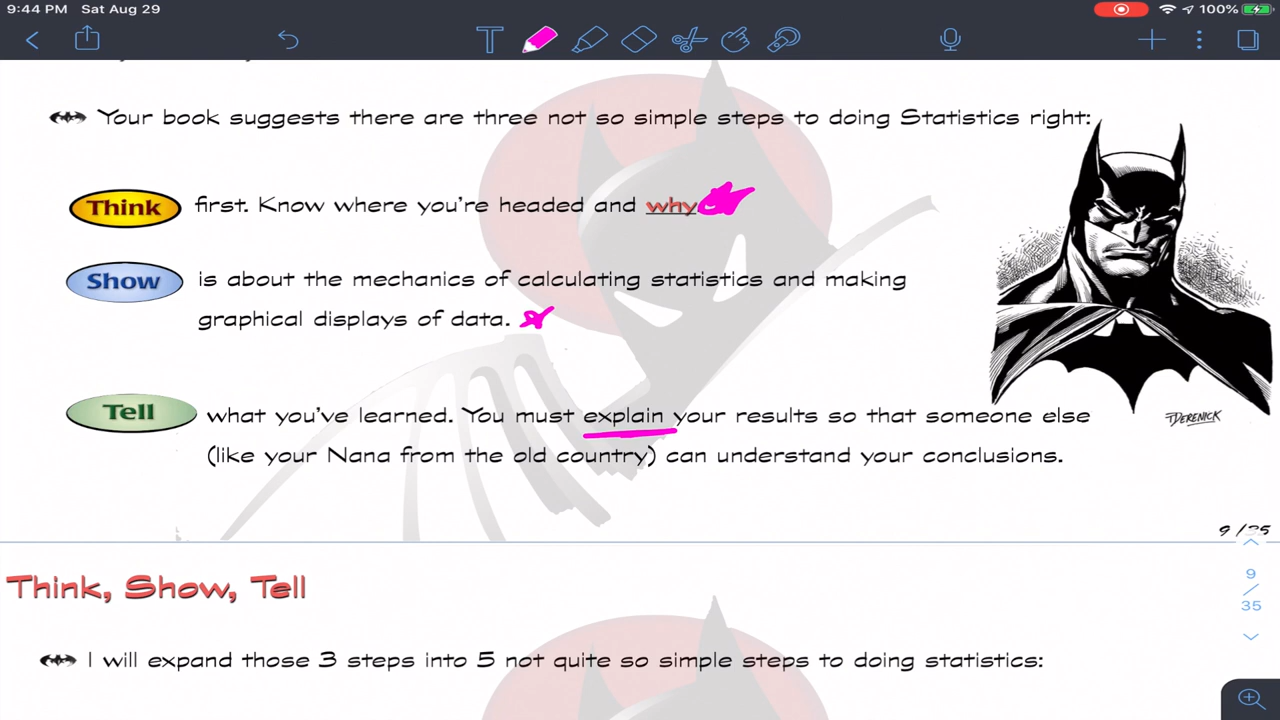 9:44 PM Sat Aug 29
100%
T
Your book suggests there are three not so simple steps to doing Statistics right:
Think first. Know where you're headed and why
Show is about the mechanics of calculating statistics and making
graphical displays of data.
Tell what you've learned. You must explain your results so that someone else
(like your Nana from the old country) can understand your conclusions.
DERENICK
9 /35
9
/
35
Think, Show, Tell
I will expand those 3 steps into 5 not quite so simple steps to doing statistics: